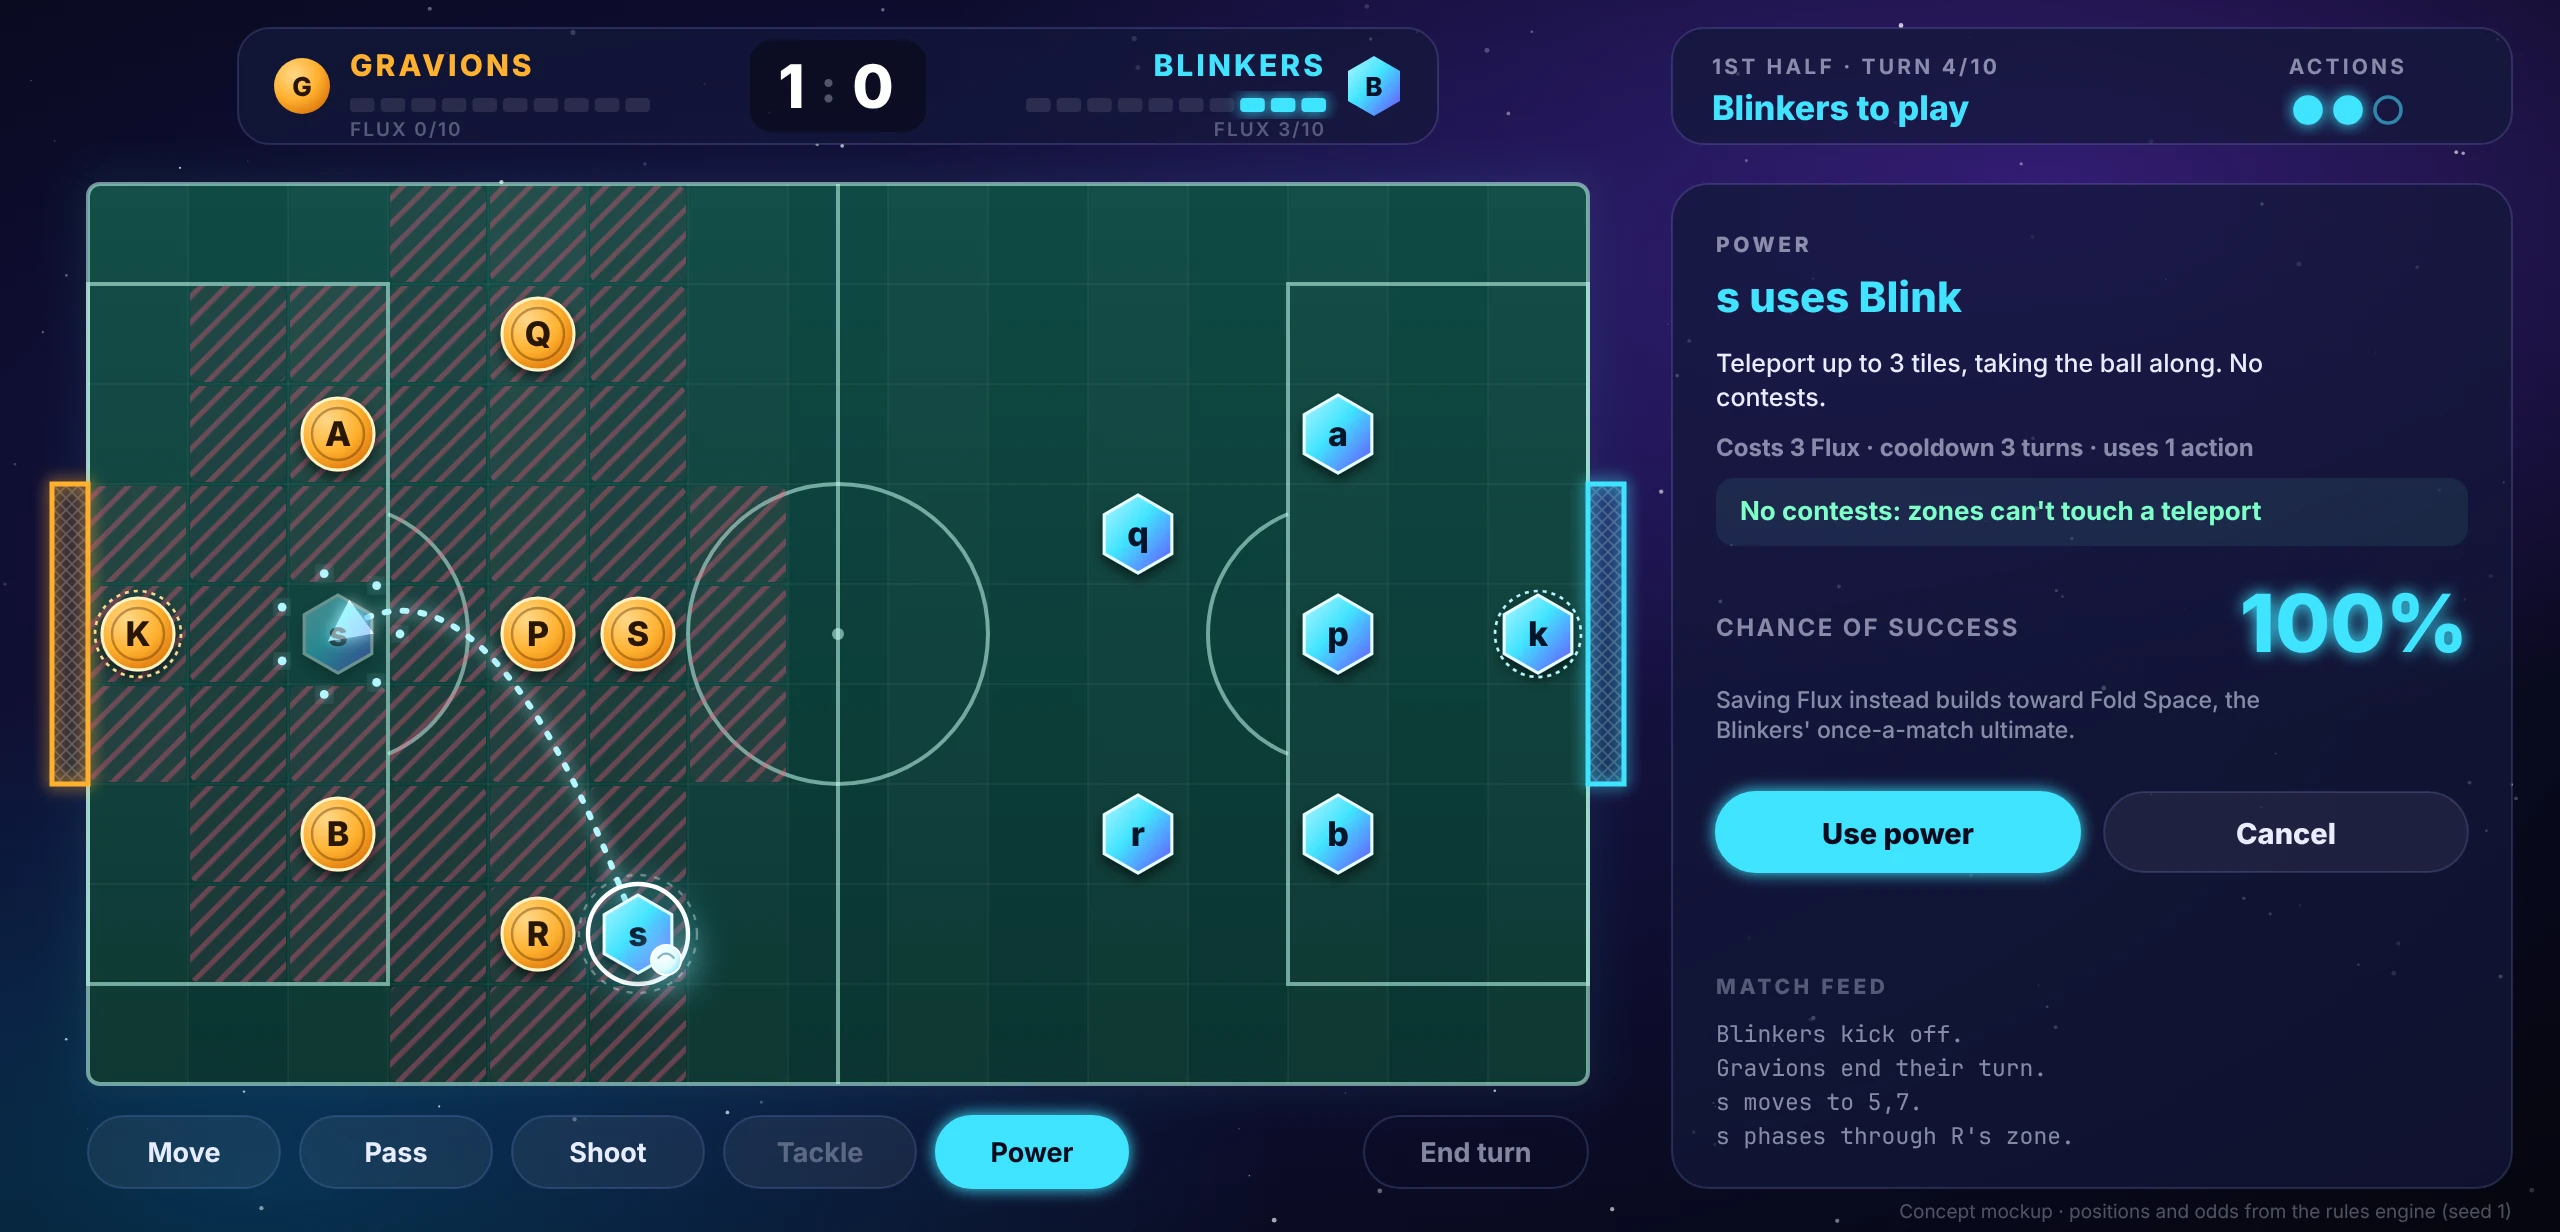 G
GRAVIONS
FLUX 0/10
1 : 0
BLINKERS
FLUX 3/10
B
1ST HALF · TURN 4/10
Blinkers to play
ACTIONS
Q
A
K
s
P
S
B
R
s
q
r
a
p
b
k
POWER
s uses Blink
Teleport up to 3 tiles, taking the ball along. No
contests.
Costs 3 Flux · cooldown 3 turns · uses 1 action
No contests: zones can't touch a teleport
CHANCE OF SUCCESS
100%
Saving Flux instead builds toward Fold Space, the
Blinkers' once-a-match ultimate.
Use power
Cancel
MATCH FEED
Blinkers kick off.
Gravions end their turn.
s moves to 5,7.
s phases through R's zone.
Move
Pass
Shoot
Tackle
Power
End turn
Concept mockup · positions and odds from the rules engine (seed 1)